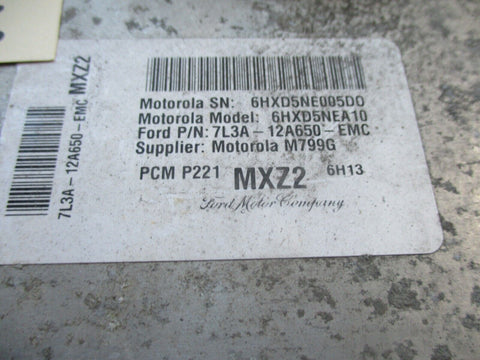 Motorola SN: 6HXD5NE005D0
Motorola Model: 6HXD5NEA10
Ford P/N: 7L3A-12A650-EMC
Supplier: Motorola M799G
PCM P221 MXZ2 6H13
Ford Motor Company
7L3A-12A650-EMC MXZ2